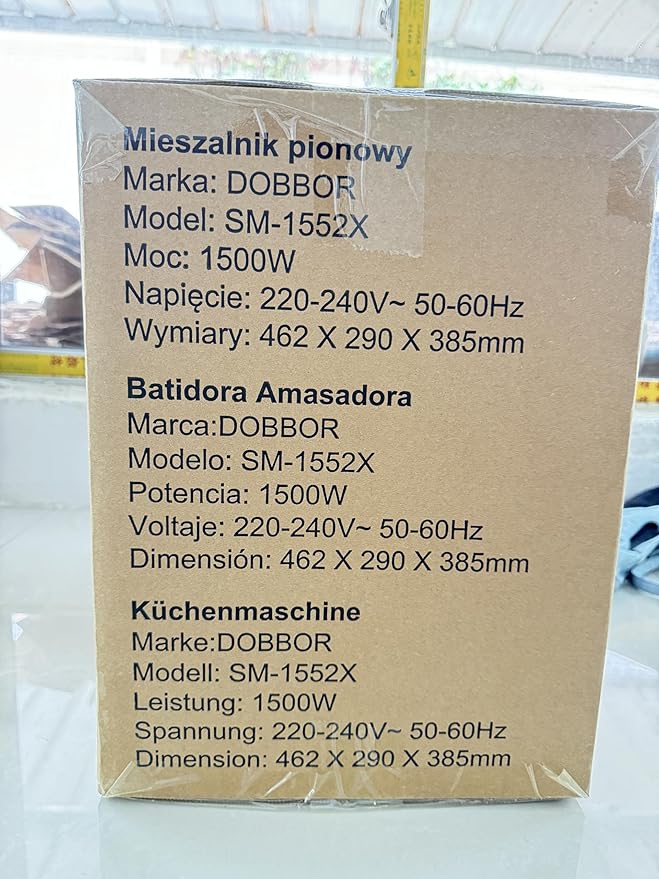 Mieszalnik pionowy
Marka: DOBBOR
Model: SM-1552X
Moc: 1500W
Napięcie: 220-240V~ 50-60Hz
Wymiary: 462 X 290 X 385mm
Batidora Amasadora
Marca:DOBBOR
Modelo: SM-1552X
Potencia: 1500W
Voltaje: 220-240V~ 50-60Hz
Dimensión: 462 X 290 X 385mm
Küchenmaschine
Marke:DOBBOR
Modell: SM-1552X
Leistung: 1500W
Spannung: 220-240V~ 50-60Hz
Dimension: 462 X 290 X 385mm